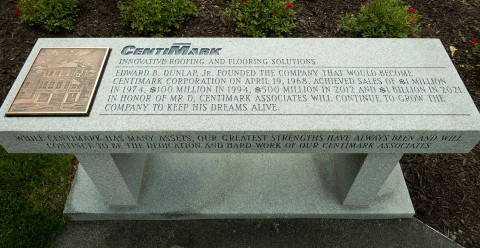 CENTIMARK
INNOVATIVE ROOFING AND FLOORING SOLUTIONS
EDWARD B. DUNLAP, JR. FOUNDED THE COMPANY THAT WOULD BECOME
CENTIMARK CORPORATION ON APRIL 19, 1968, ACHIEVED SALES OF $1 MILLION
IN 1974, $100 MILLION IN 1994, $500 MILLION IN 2012 AND $1 BILLION IN 2021.
IN HONOR OF MR D, CENTIMARK ASSOCIATES WILL CONTINUE TO GROW THE
COMPANY TO KEEP HIS DREAMS ALIVE.
WHILE CENTIMARK HAS MANY ASSETS, OUR GREATEST STRENGTHS HAVE ALWAYS BEEN AND WILL
CONTINUE TO BE THE DEDICATION AND HARD WORK OF OUR CENTIMARK ASSOCIATES